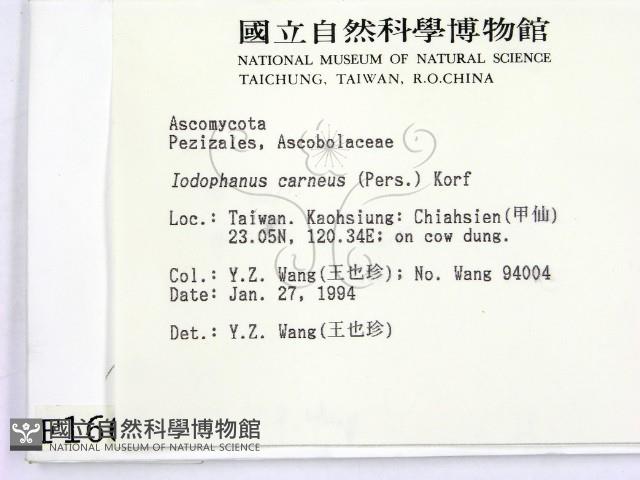 國立自然科學博物館
NATIONAL MUSEUM OF NATURAL SCIENCE
TAICHUNG, TAIWAN, R.O.CHINA
Ascomycota
Pezizales, Ascobolaceae
Iodophanus carneus (Pers.) Korf
Loc.: Taiwan. Kaohsiung: Chiahsien(甲仙)
23.05N, 120.34E; on cow dung.
Col.: Y.Z. Wang(王也珍); No. Wang 94004
Date: Jan. 27, 1994
Det.: Y.Z. Wang(王也珍)
國立自然科學博物館
NATIONAL MUSEUM OF NATURAL SCIENCE